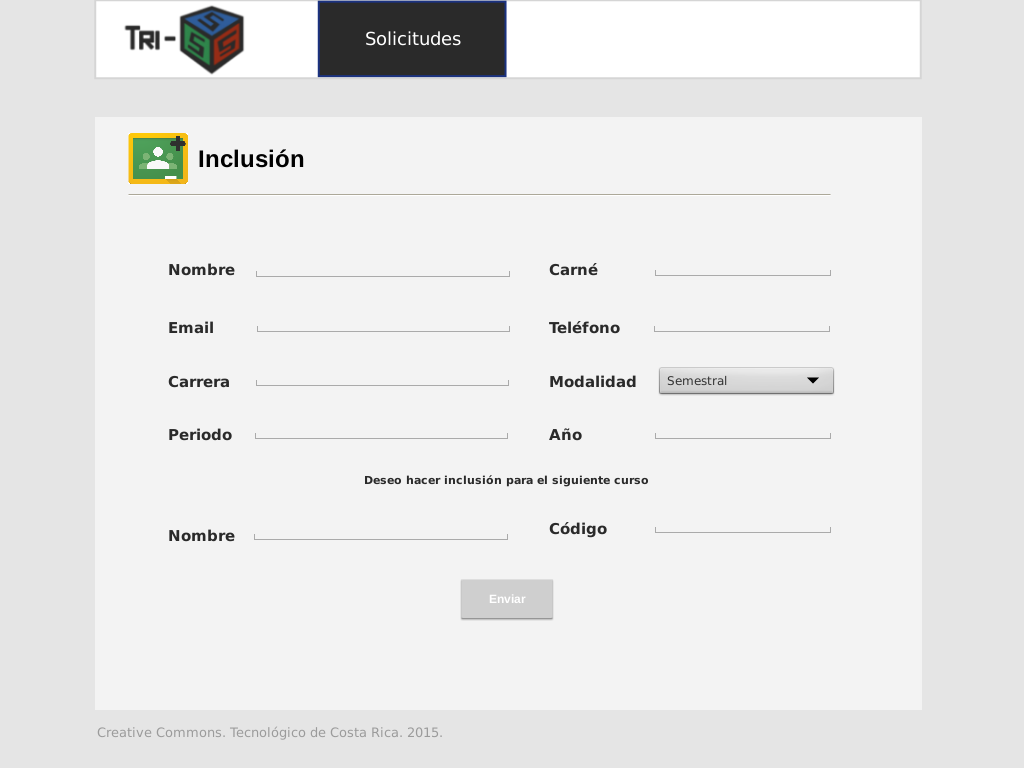 TRI-SSS Solicitudes
Inclusión
Nombre Carné
Email Teléfono
Carrera Modalidad Semestral
Periodo Año
Deseo hacer inclusión para el siguiente curso
Nombre Código
Enviar
Creative Commons. Tecnológico de Costa Rica. 2015.